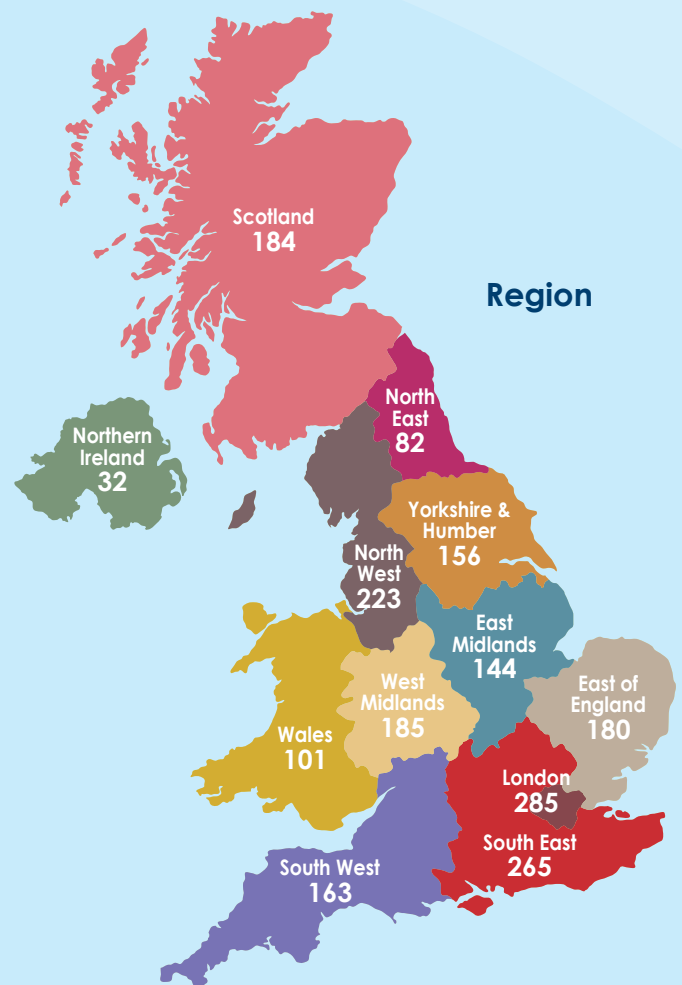 Scotland
184
Region
North
East
82
Northern
Ireland
32
Yorkshire &
Humber
156
North
West
223
East
Midlands
144
West
Midlands
185
East of
England
180
Wales
101
London
285
South East
265
South West
163